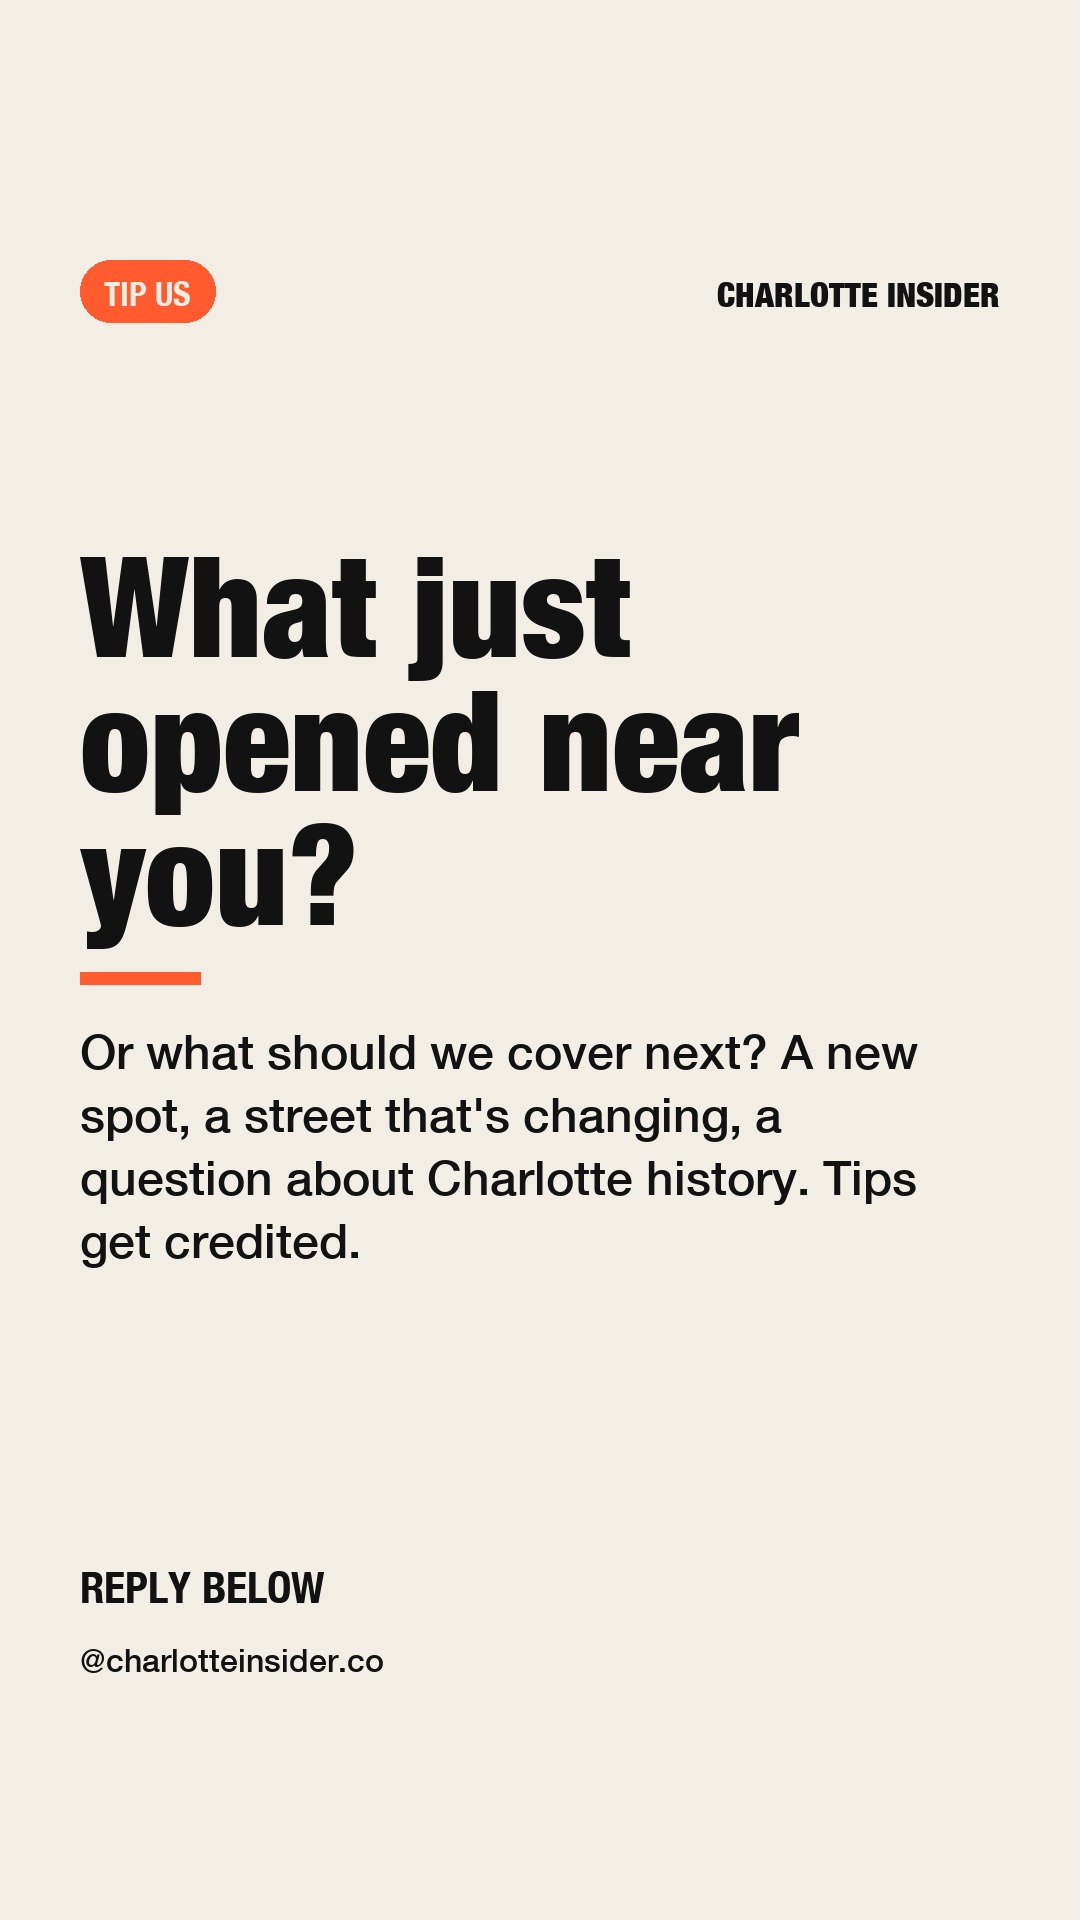 TIP US
CHARLOTTE INSIDER
What just
opened near
you?
Or what should we cover next? A new
spot, a street that's changing, a
question about Charlotte history. Tips
get credited.
REPLY BELOW
@charlotteinsider.co